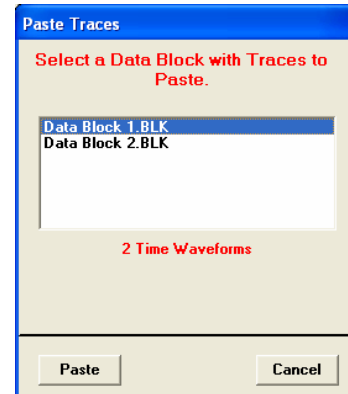 Paste Traces
Select a Data Block with Traces to
Paste.
Data Block 1.BLK
Data Block 2.BLK
2 Time Waveforms
Paste
Cancel